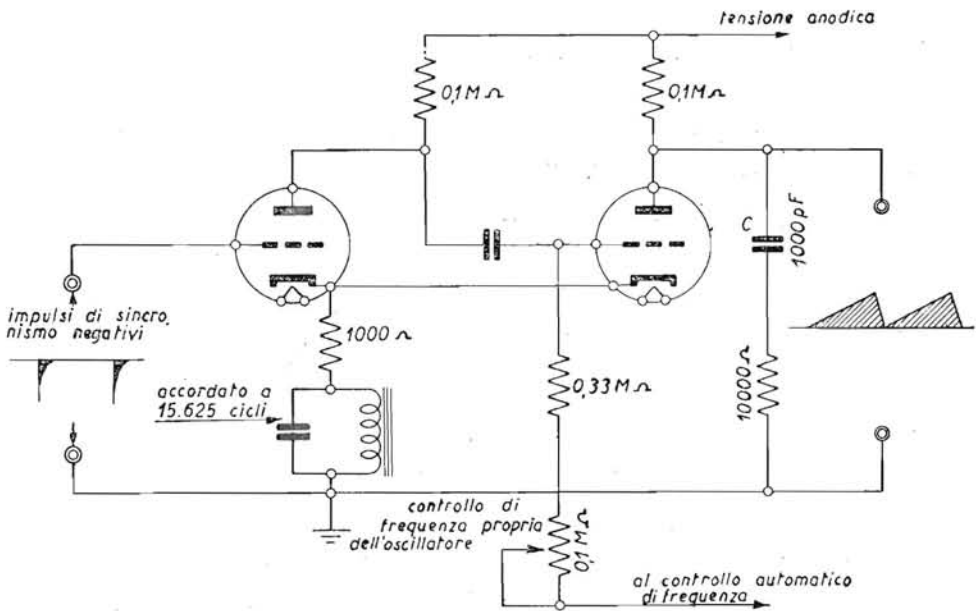 tensione anodica
0,1MΩ
0,1MΩ
C
1000pF
impulsi di sincro,
nismo negativi
1000Ω
accordato a
15.625 cicli
0,33MΩ
10000Ω
controllo di
frequenza propria
dell'oscillatore
0,1MΩ
al controllo automatico
di frequenza